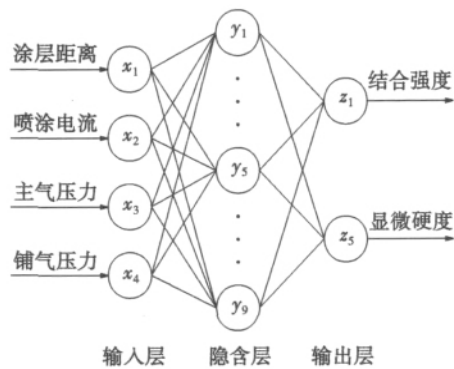 涂层距离
喷涂电流
主气压力
铺气压力
x1
x2
x3
x4
y1
y5
y9
z1
z5
结合强度
显微硬度
输入层 隐含层 输出层